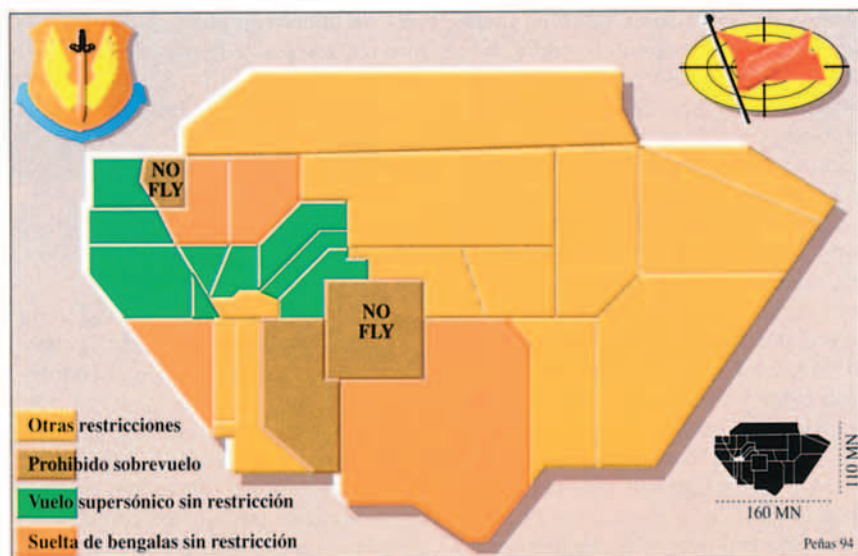 NO
FLY
NO
FLY
Otras restricciones
Prohibido sobrevuelo
Vuelo supersónico sin restricción
Suelta de bengalas sin restricción
110 MN
160 MN
Peñas 94